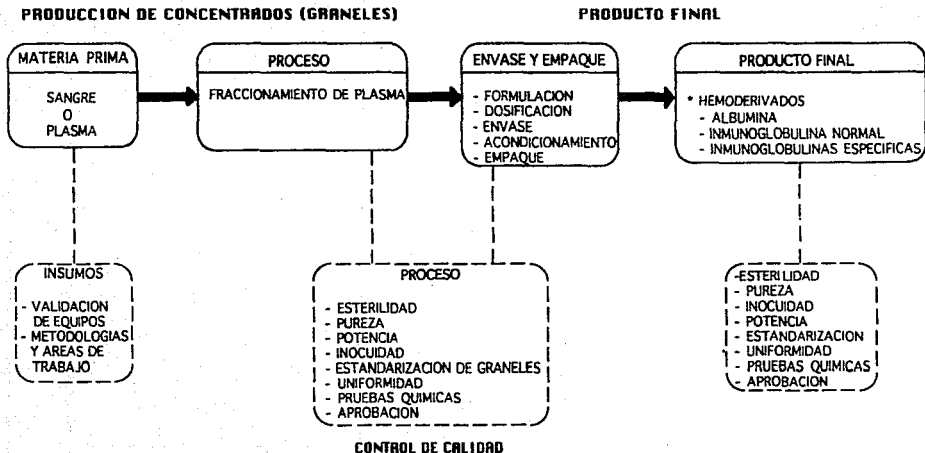 PRODUCCION DE CONCENTRADOS (GRANELES)
PRODUCTO FINAL
MATERIA PRIMA
SANGRE
O
PLASMA
PROCESO
FRACCIONAMIENTO DE PLASMA
ENVASE Y EMPAQUE
- FORMULACION
- DOSIFICACION
- ENVASE
- ACONDICIONAMIENTO
- EMPAQUE
PRODUCTO FINAL
* HEMODERIVADOS
- ALBUMINA
- INMUNOGLOBULINA NORMAL
- INMUNOGLOBULINAS ESPECIFICAS
INSUMOS
- VALIDACION
DE EQUIPOS
- METODOLOGIAS
Y AREAS DE
TRABAJO
PROCESO
- ESTERILIDAD
- PUREZA
- POTENCIA
- INOCUIDAD
- ESTANDARIZACION DE GRANELES
- UNIFORMIDAD
- PRUEBAS QUIMICAS
- APROBACION
-ESTERILIDAD
- PUREZA
- INOCUIDAD
- POTENCIA
- ESTANDARIZACION
- UNIFORMIDAD
- PRUEBAS QUIMICAS
- APROBACION
CONTROL DE CALIDAD